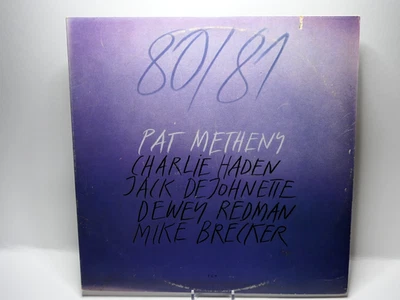 80/81
PAT METHENY
CHARLIE HADEN
JACK DEJOHNETTE
DEWEY REDMAN
MIKE BRECKER